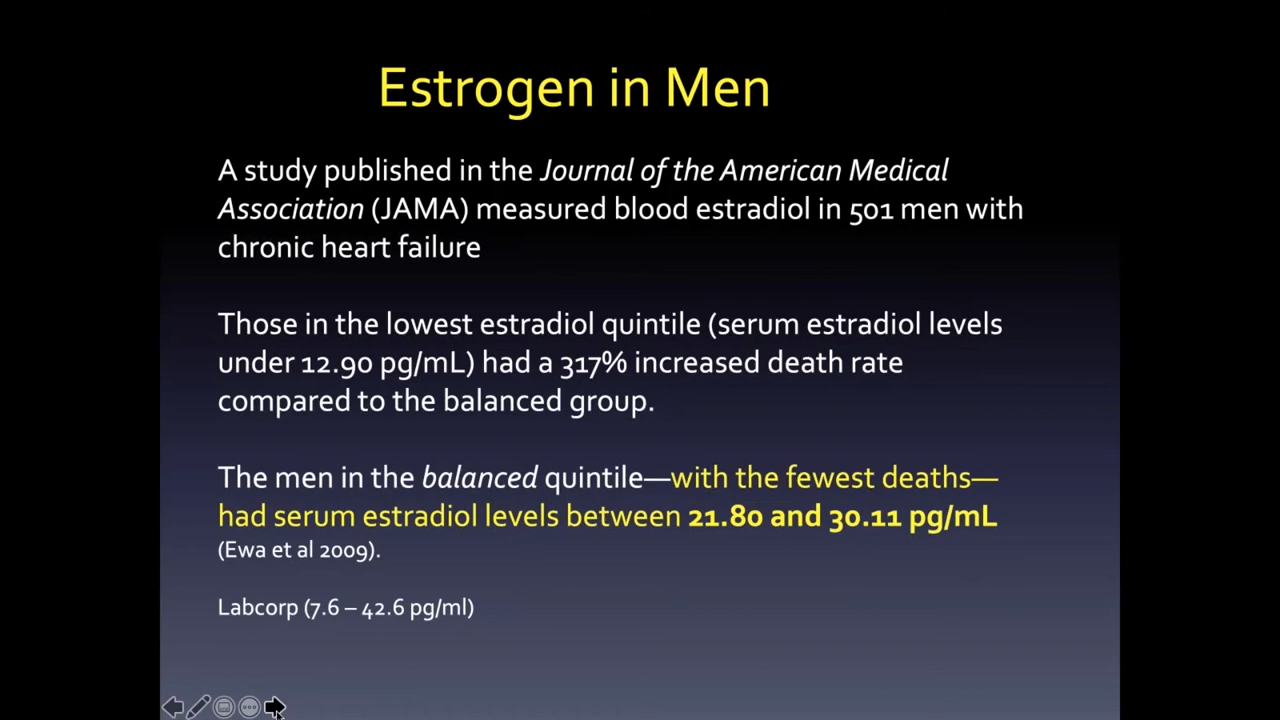 Estrogen in Men
A study published in the Journal of the American Medical
Association (JAMA) measured blood estradiol in 501 men with
chronic heart failure
Those in the lowest estradiol quintile (serum estradiol levels
under 12.90 pg/mL) had a 317% increased death rate
compared to the balanced group.
The men in the balanced quintile—with the fewest deaths—
had serum estradiol levels between 21.80 and 30.11 pg/mL
(Ewa et al 2009).
Labcorp (7.6 – 42.6 pg/ml)